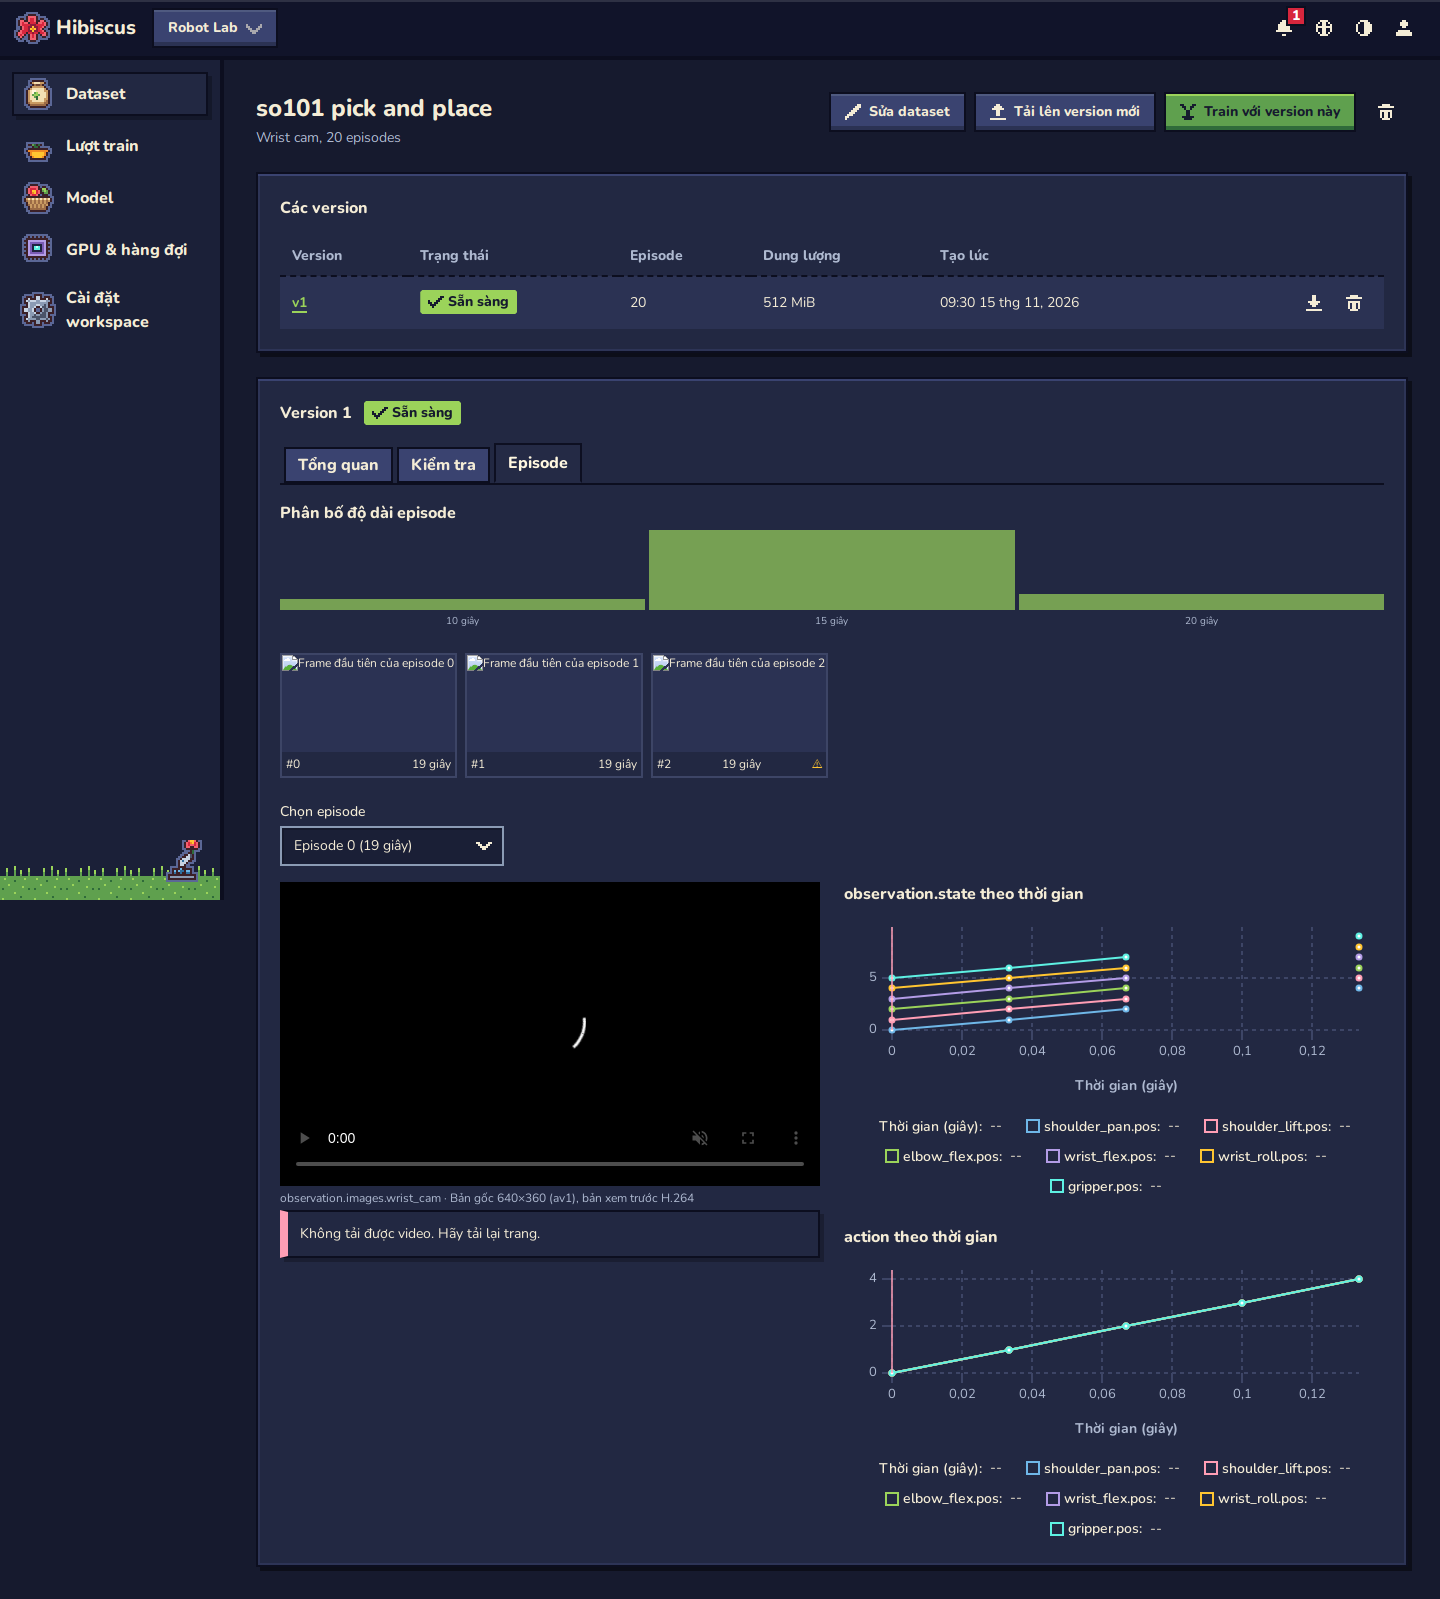 Hibiscus
Robot Lab
1
Dataset
Lượt train
Model
GPU & hàng đợi
Cài đặt
workspace
so101 pick and place
Wrist cam, 20 episodes
Sửa dataset
Tải lên version mới
Train với version này
Các version
Version Trạng thái Episode Dung lượng Tạo lúc
v1 Sẵn sàng 20 512 MiB 09:30 15 thg 11, 2026
Version 1 Sẵn sàng
Tổng quan Kiểm tra Episode
Phân bố độ dài episode
10 giây 15 giây 20 giây
Frame đầu tiên của episode 0 Frame đầu tiên của episode 1 Frame đầu tiên của episode 2
#0 19 giây #1 19 giây #2 19 giây ⚠
Chọn episode
Episode 0 (19 giây)
0:00
observation.images.wrist_cam · Bản gốc 640×360 (av1), bản xem trước H.264
Không tải được video. Hãy tải lại trang.
observation.state theo thời gian
5
0
0 0,02 0,04 0,06 0,08 0,1 0,12
Thời gian (giây)
Thời gian (giây): -- shoulder_pan.pos: -- shoulder_lift.pos: --
elbow_flex.pos: -- wrist_flex.pos: -- wrist_roll.pos: --
gripper.pos: --
action theo thời gian
4
2
0
0 0,02 0,04 0,06 0,08 0,1 0,12
Thời gian (giây)
Thời gian (giây): -- shoulder_pan.pos: -- shoulder_lift.pos: --
elbow_flex.pos: -- wrist_flex.pos: -- wrist_roll.pos: --
gripper.pos: --